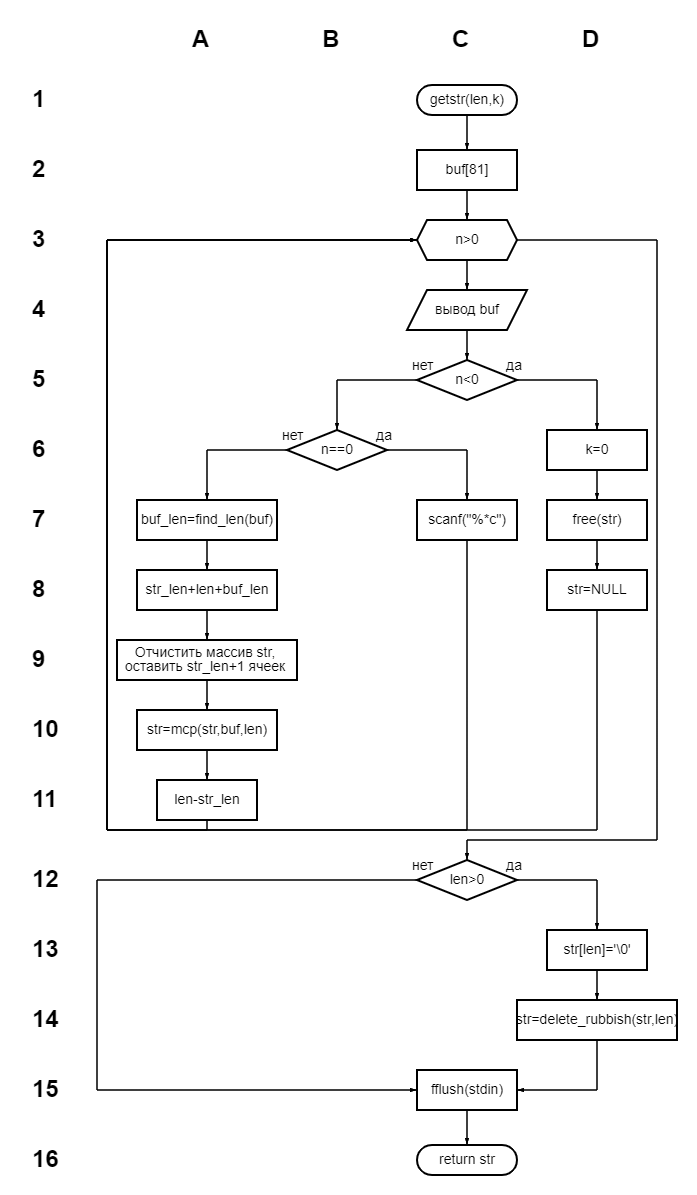 A B C D
1
getstr(len,k)
2
buf[81]
3
n>0
4
вывод buf
5
нет
да
n<0
6
нет
да
n==0
k=0
7
buf_len=find_len(buf)
scanf("%*c")
free(str)
8
str_len+len+buf_len
str=NULL
9
Отчистить массив str,
оставить str_len+1 ячеек
10
str=mcp(str,buf,len)
11
len-str_len
12
нет
да
len>0
13
str[len]='\0'
14
str=delete_rubbish(str,len)
15
fflush(stdin)
16
return str